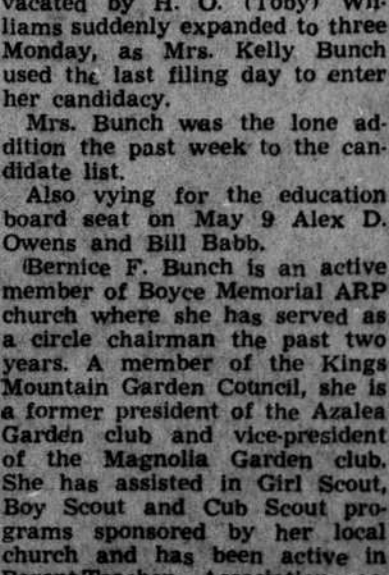 vacated by H. O. (Toby) Wil-
liams suddenly expanded to three
Monday, as Mrs. Kelly Bunch
used the last filing day to enter
her candidacy.
Mrs. Bunch was the lone ad-
dition the past week to the can-
didate list.
Also vying for the education
board seat on May 9 Alex D.
Owens and Bill Babb.
Bernice F. Bunch is an active
member of Boyce Memorial ARP
church where she has served as
a circle chairman the past two
years. A member of the Kings
Mountain Garden Council, she is
a former president of the Azalea
Garden club and vice-president
of the Magnolia Garden club.
She has assisted in Girl Scout,
Boy Scout and Cub Scout pro-
grams sponsored by her local
church and has been active in